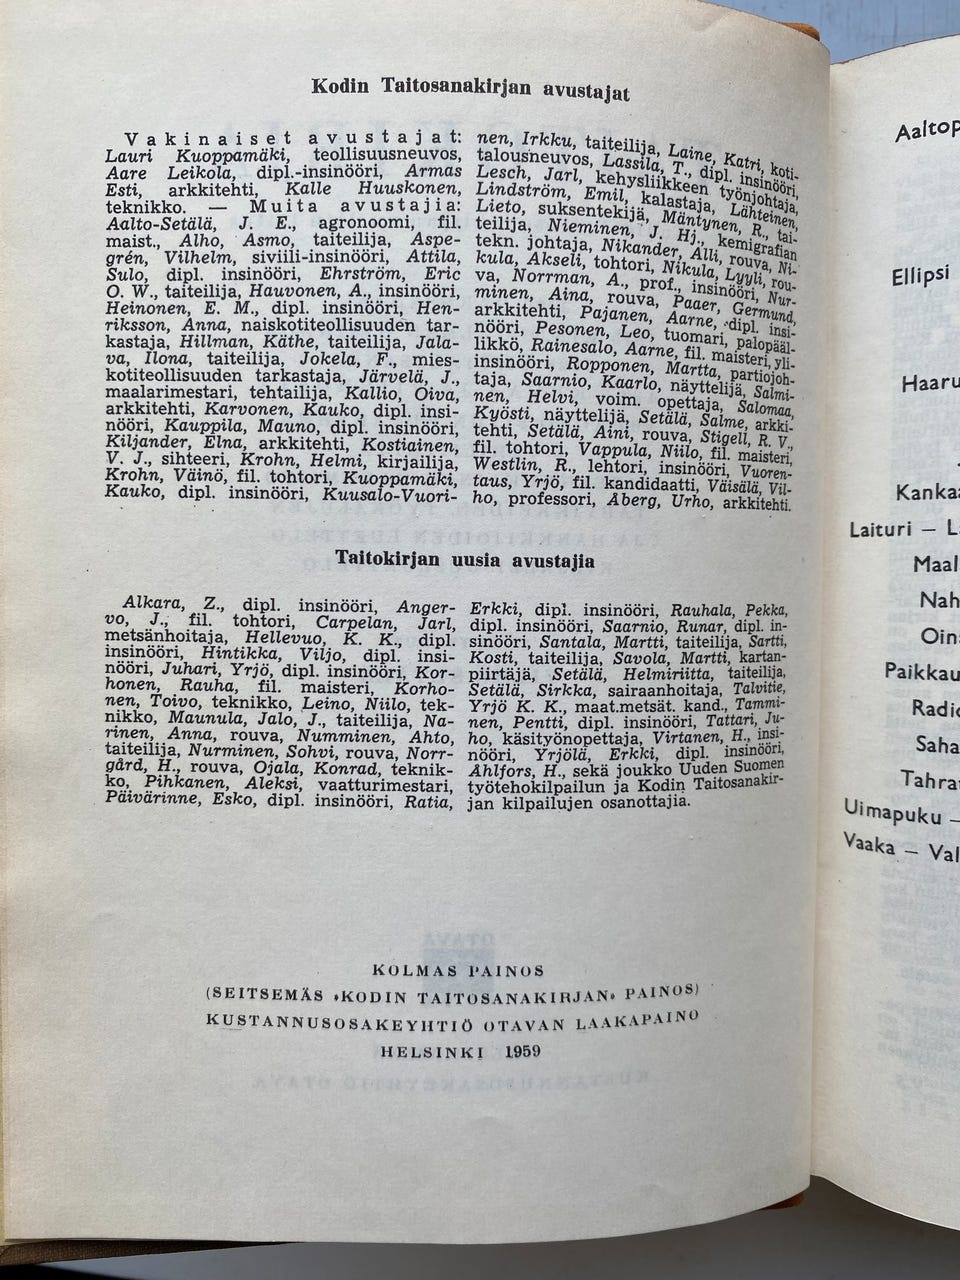 Kodin Taitosanakirjan avustajat
Vakinaiset avustajat:
Lauri Kuoppamäki, teollisuusneuvos,
Aare Leikola, dipl.-insinööri, Armas
Esti, arkkitehti, Kalle Huuskonen,
teknikko. — Muita avustajia:
Aalto-Setälä, J. E., agronoomi, fil.
maist., Alho, Asmo, taiteilija, Aspe-
grén, Vilhelm, siviili-insinööri, Attila,
Sulo, dipl. insinööri, Ehrström, Eric
O. W., taiteilija, Hauvonen, A., insinööri,
Heinonen, E. M., dipl. insinööri, Hen-
riksson, Anna, naiskotiteollisuuden tar-
kastaja, Hillman, Käthe, taiteilija, Jala-
va, Ilona, taiteilija, Jokela, F., mies-
kotiteollisuuden tarkastaja, Järvelä, J.,
maalarimestari, tehtailija, Kallio, Oiva,
arkkitehti, Karvonen, Kauko, dipl. insi-
nööri, Kauppila, Mauno, dipl. insinööri,
Kiljander, Elna, arkkitehti, Kostiainen,
V. J., sihteeri, Krohn, Helmi, kirjailija,
Krohn, Väinö, fil. tohtori, Kuoppamäki,
Kauko, dipl. insinööri, Kuusalo-Vuori-
nen, Irkku, taiteilija, Laine, Katri, koti-
talousneuvos, Lassila, T., dipl. insinööri,
Lesch, Jarl, kehysliikkeen työnjohtaja,
Lindström, Emil, kalastaja, Lähteinen,
Lieto, suksentekijä, Mäntynen, R., tai-
teilija, Nieminen, J. Hj., kemigrafian
tekn. johtaja, Nikander, Alli, rouva, Ni-
kula, Akseli, tohtori, Nikula, Lyyli, rou-
va, Norrman, A., prof., insinööri, Nur-
minen, Aina, rouva, Paaer, Germund,
arkkitehti, Pajanen, Aarne, dipl. insi-
nööri, Pesonen, Leo, tuomari, palopääl-
likkö, Rainesalo, Aarne, fil. maisteri, yli-
insinööri, Ropponen, Martta, partiojoh-
taja, Saarnio, Kaarlo, näyttelijä, Salmi-
nen, Helvi, voim. opettaja, Salomaa,
Kyösti, näyttelijä, Setälä, Salme, arkki-
tehti, Setälä, Aini, rouva, Stigell, R. V.,
fil. tohtori, Vappula, Niilo, fil. maisteri,
Westlin, R., lehtori, insinööri, Vuoren-
taus, Yrjö, fil. kandidaatti, Väisälä, Vil-
ho, professori, Åberg, Urho, arkkitehti.
Taitokirjan uusia avustajia
Alkara, Z., dipl. insinööri, Anger-
vo, J., fil. tohtori, Carpelan, Jarl,
metsänhoitaja, Hellevuo, K. K., dipl.
insinööri, Hintikka, Viljo, dipl. insi-
nööri, Juhari, Yrjö, dipl. insinööri, Kor-
honen, Rauha, fil. maisteri, Korho-
nen, Toivo, teknikko, Leino, Niilo, tek-
nikko, Maunula, Jalo, J., taiteilija, Na-
rinen, Anna, rouva, Numminen, Ahto,
taiteilija, Nurminen, Sohvi, rouva, Norr-
gård, H., rouva, Ojala, Konrad, teknik-
ko, Pihkanen, Aleksi, vaatturimestari,
Päivärinne, Esko, dipl. insinööri, Ratia,
Erkki, dipl. insinööri, Rauhala, Pekka,
dipl. insinööri, Saarnio, Runar, dipl. in-
sinööri, Santala, Martti, taiteilija, Sartti,
Kosti, taiteilija, Savola, Martti, kartan-
piirtäjä, Setälä, Helmiriitta, taiteilija,
Setälä, Sirkka, sairaanhoitaja, Talvitie,
Yrjö K. K., maat.metsät. kand., Tammi-
nen, Pentti, dipl. insinööri, Tattari, Ju-
ho, käsityönopettaja, Virtanen, H., insi-
nööri, Yrjölä, Erkki, dipl. insinööri,
Ahlfors, H., sekä joukko Uuden Suomen
työtehokilpailun ja Kodin Taitosanakir-
jan kilpailujen osanottajia.
KOLMAS PAINOS
(SEITSEMÄS »KODIN TAITOSANAKIRJAN» PAINOS)
KUSTANNUSOSAKEYHTIÖ OTAVAN LAAKAPAINO
HELSINKI 1959
Aaltop
Ellipsi
Haaru
Kanka
Laituri — L
Maal
Nah
Oin
Paikkau
Radio
Saha
Tahra
Uimapuku —
Vaaka — Val